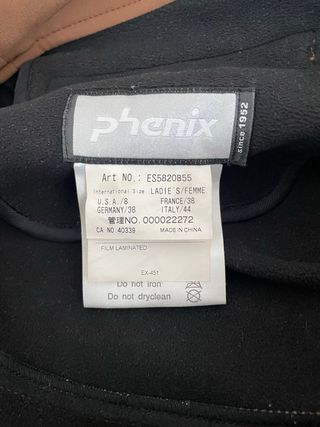 phenix
since 1952
Art NO.: ES5820B55
International Size LADIE'S/FEMME
U.S.A./8 FRANCE/38
GERMANY/38 ITALY/44
管理NO. 000022272
CA NO. 40339 MADE IN CHINA
FILM LAMINATED
EX-451
Do not iron
Do not dryclean